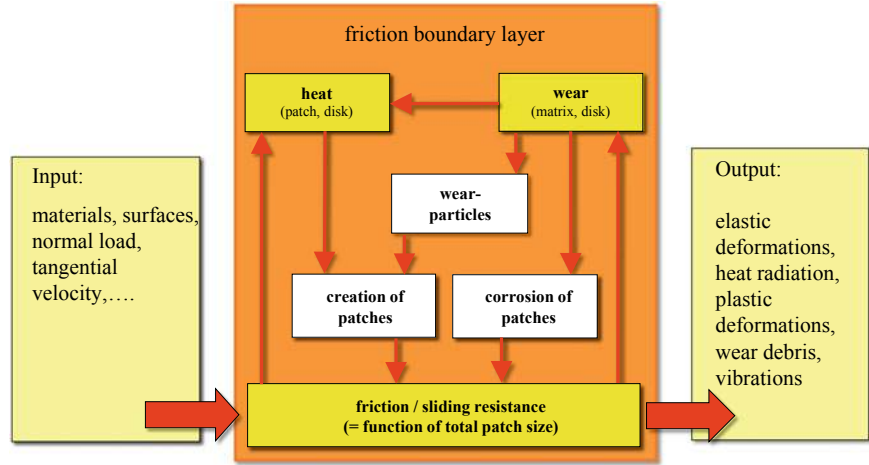 friction boundary layer
heat
(patch, disk)
wear
(matrix, disk)
Input:
materials, surfaces,
normal load,
tangential
velocity,….
wear-
particles
creation of
patches
corrosion of
patches
friction / sliding resistance
(= function of total patch size)
Output:
elastic
deformations,
heat radiation,
plastic
deformations,
wear debris,
vibrations